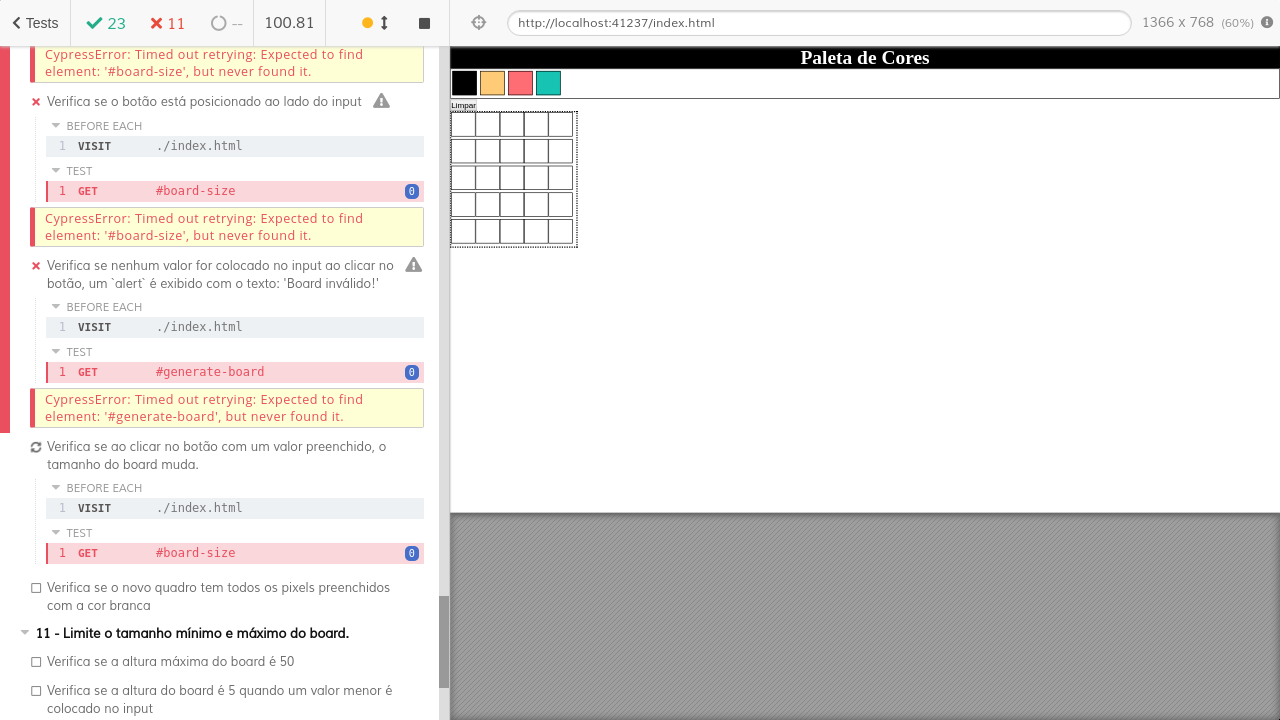 Tests
23
11
--
100.81
http://localhost:41237/index.html
1366 x 768 (60%)
CypressError: Timed out retrying: Expected to find
element: '#board-size', but never found it.
Verifica se o botão está posicionado ao lado do input
BEFORE EACH
1 VISIT ./index.html
TEST
1 GET #board-size 0
CypressError: Timed out retrying: Expected to find
element: '#board-size', but never found it.
Verifica se nenhum valor for colocado no input ao clicar no
botão, um `alert` é exibido com o texto: 'Board inválido!'
BEFORE EACH
1 VISIT ./index.html
TEST
1 GET #generate-board 0
CypressError: Timed out retrying: Expected to find
element: '#generate-board', but never found it.
Verifica se ao clicar no botão com um valor preenchido, o
tamanho do board muda.
BEFORE EACH
1 VISIT ./index.html
TEST
1 GET #board-size 0
Verifica se o novo quadro tem todos os pixels preenchidos
com a cor branca
11 - Limite o tamanho mínimo e máximo do board.
Verifica se a altura máxima do board é 50
Verifica se a altura do board é 5 quando um valor menor é
colocado no input
Paleta de Cores
Limpar